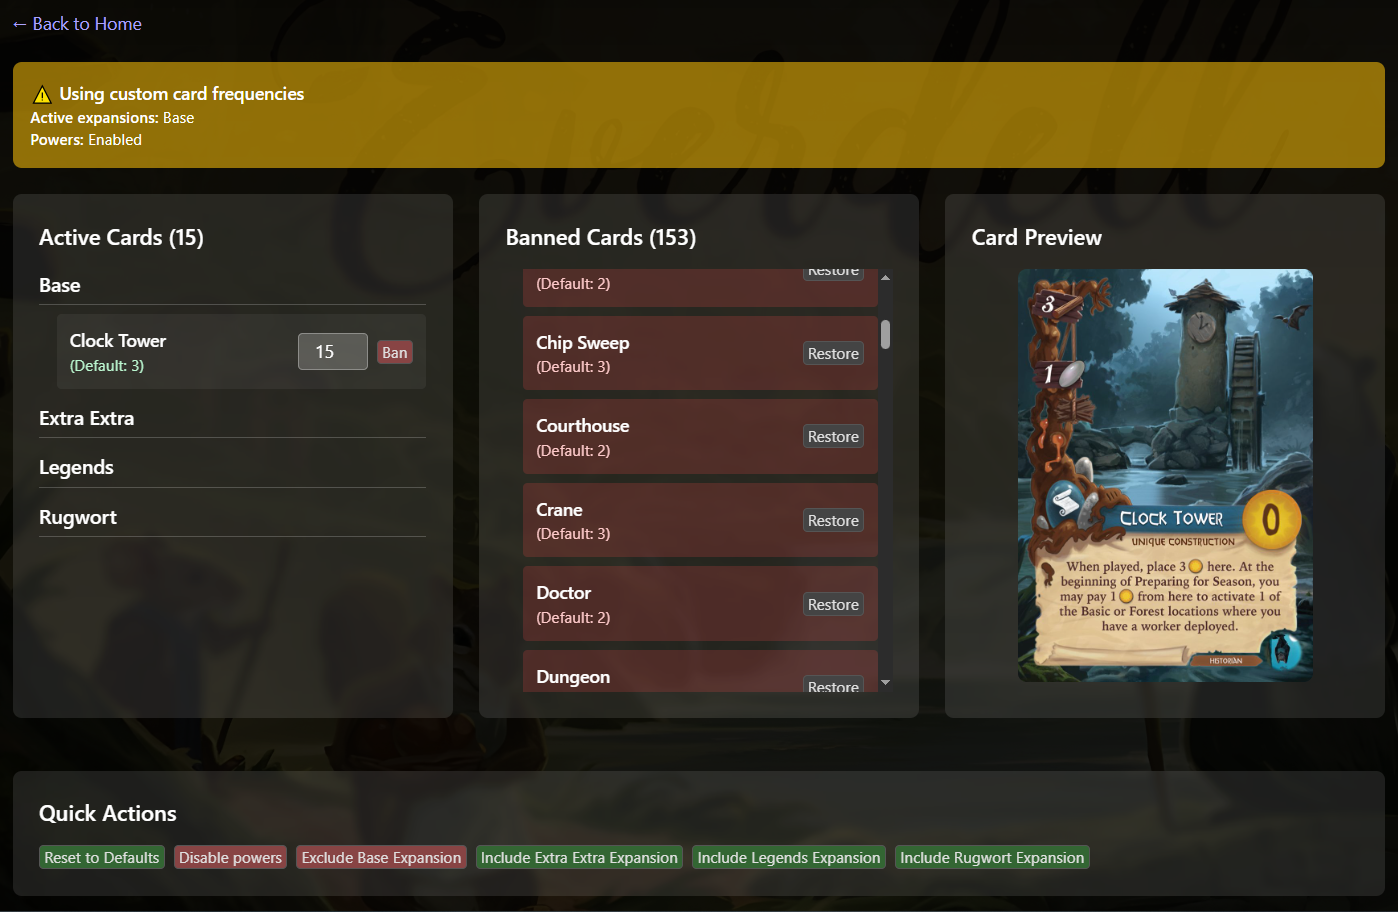 ← Back to Home
Everdell
⚠ Using custom card frequencies
Active expansions: Base
Powers: Enabled
Active Cards (15)
Base
Clock Tower
(Default: 3)
15
Ban
Extra Extra
Legends
Rugwort
Banned Cards (153)
(Default: 2)
Restore
Chip Sweep
(Default: 3)
Restore
Courthouse
(Default: 2)
Restore
Crane
(Default: 3)
Restore
Doctor
(Default: 2)
Restore
Dungeon
Restore
Card Preview
3
1
CLOCK TOWER
0
UNIQUE CONSTRUCTION
When played, place 3 here. At the
beginning of Preparing for Season, you
may pay 1 from here to activate 1 of
the Basic or Forest locations where you
have a worker deployed.
HISTORIAN
Quick Actions
Reset to Defaults
Disable powers
Exclude Base Expansion
Include Extra Extra Expansion
Include Legends Expansion
Include Rugwort Expansion